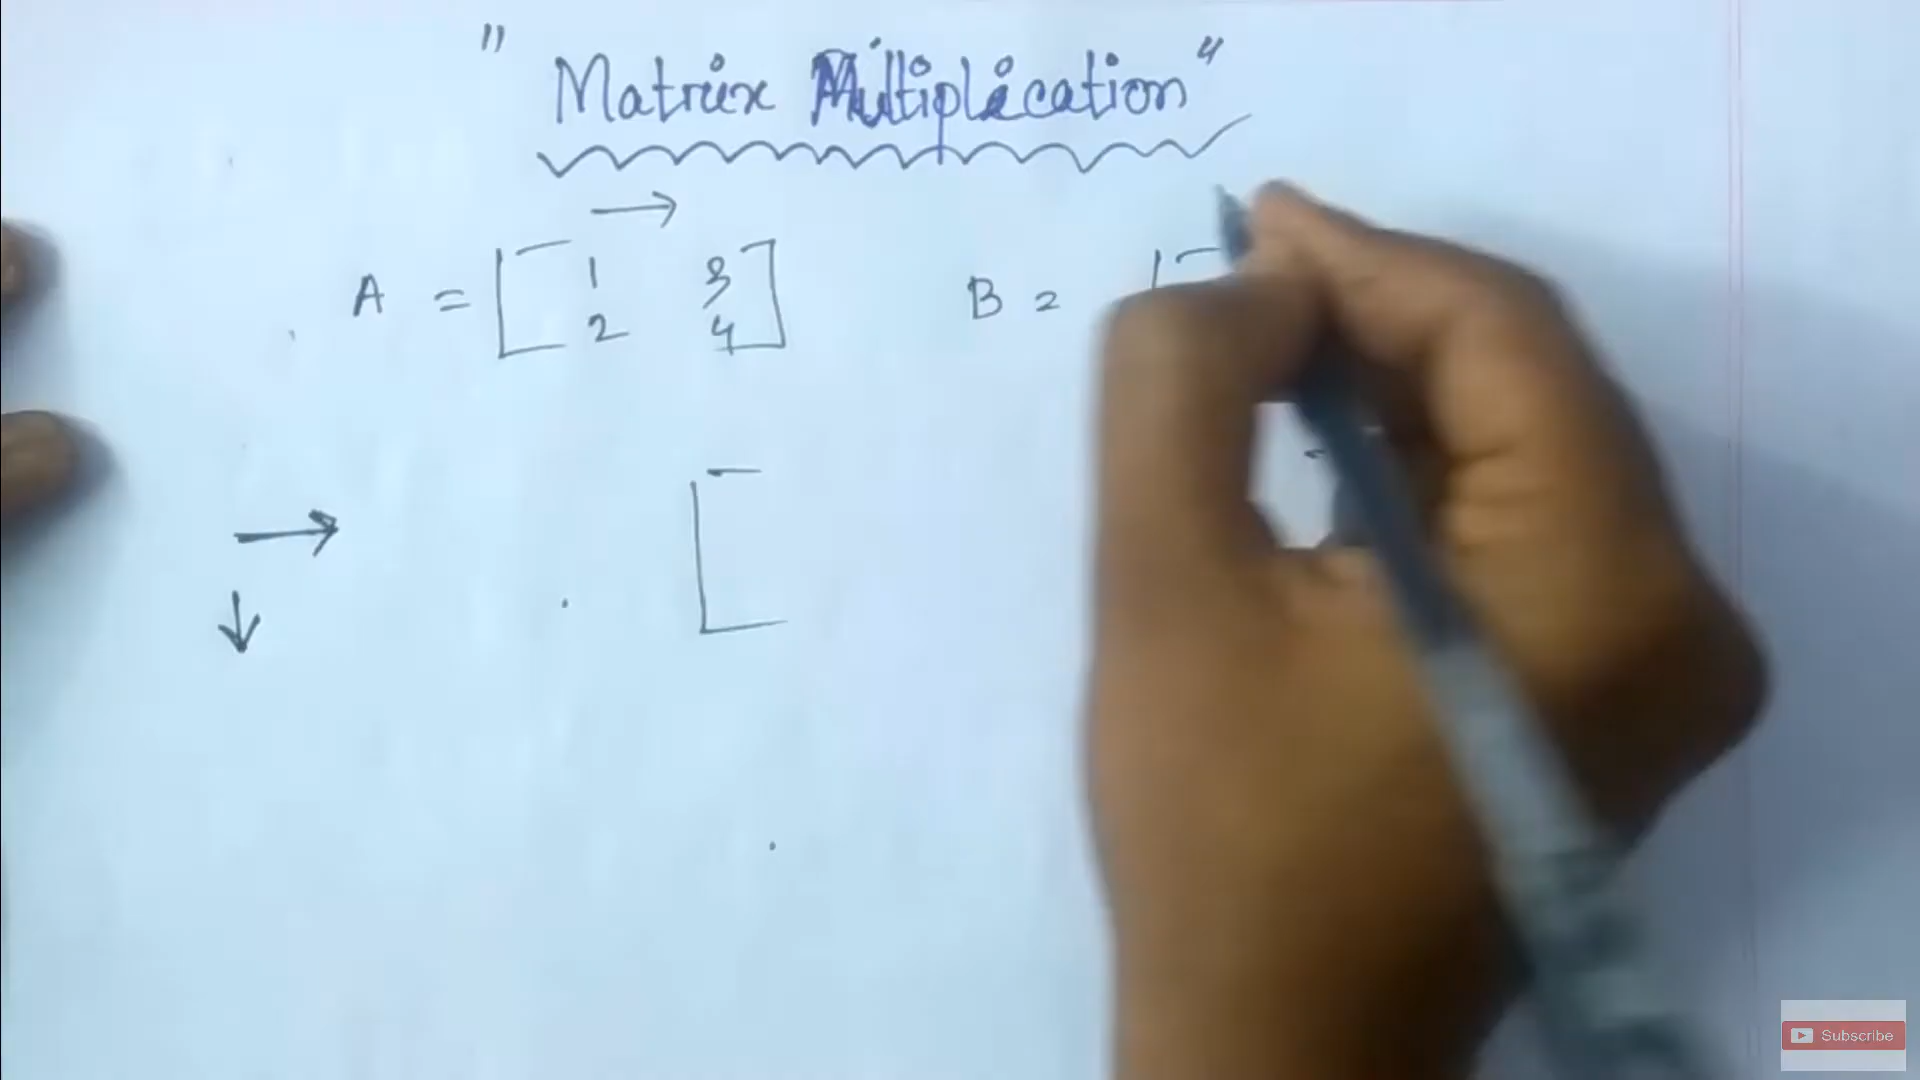 " Matrix Multiplication "
A = [ 1 3 B = [
2 4 ]
Subscribe